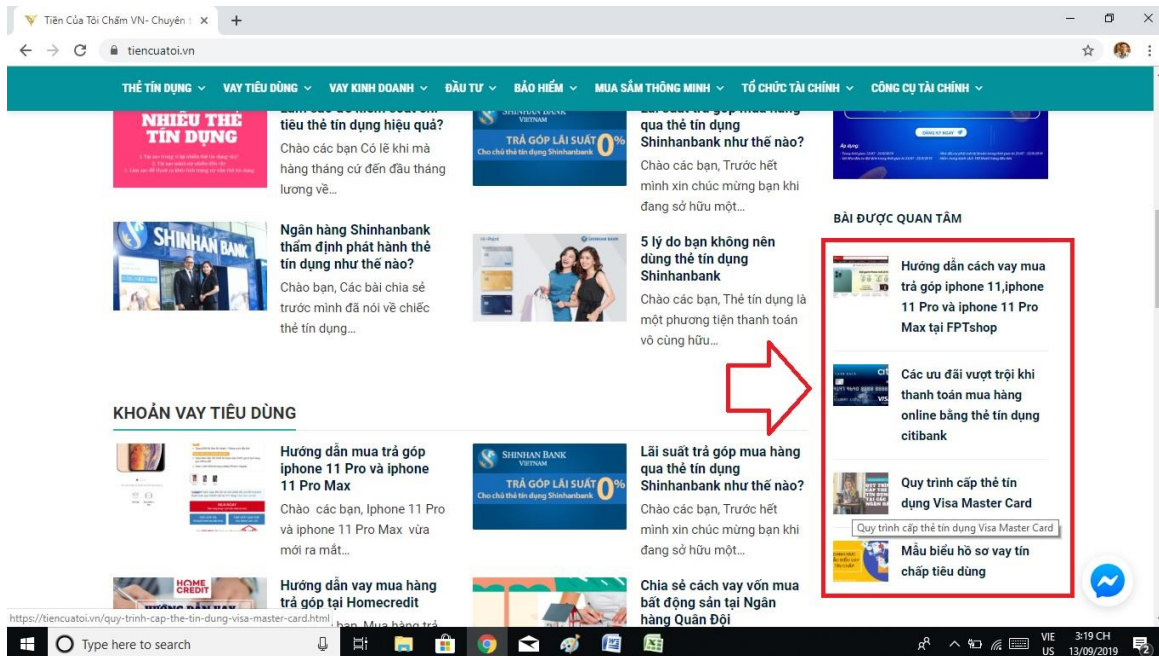 Tiền Của Tôi Chấm VN- Chuyên t
tiencuatoi.vn
THẺ TÍN DỤNG
VAY TIÊU DÙNG
VAY KINH DOANH
ĐẦU TƯ
BẢO HIỂM
MUA SẮM THÔNG MINH
TỔ CHỨC TÀI CHÍNH
CÔNG CỤ TÀI CHÍNH
NHIỀU THẺ
TÍN DỤNG
tiêu thẻ tín dụng hiệu quả?
Chào các bạn Có lẽ khi mà
hàng tháng cứ đến đầu tháng
lương về...
SHINHAN BANK
VIETNAM
TRẢ GÓP LÃI SUẤT 0%
Cho chủ thẻ tín dụng Shinhanbank
Lãi suất trả góp mua hàng
qua thẻ tín dụng
Shinhanbank như thế nào?
Chào các bạn, Trước hết
mình xin chúc mừng bạn khi
đang sở hữu một...
ĐĂNG KÝ NGAY
SHINHAN BANK
Ngân hàng Shinhanbank
thẩm định phát hành thẻ
tín dụng như thế nào?
Chào bạn, Các bài chia sẻ
trước mình đã nói về chiếc
thẻ tín dụng...
5 lý do bạn không nên
dùng thẻ tín dụng
Shinhanbank
Chào các bạn, Thẻ tín dụng là
một phương tiện thanh toán
vô cùng hữu...
BÀI ĐƯỢC QUAN TÂM
Hướng dẫn cách vay mua
trả góp iphone 11,iphone
11 Pro và iphone 11 Pro
Max tại FPTshop
Các ưu đãi vượt trội khi
thanh toán mua hàng
online bằng thẻ tín dụng
citibank
Quy trình cấp thẻ tín
dụng Visa Master Card
Quy trình cấp thẻ tín dụng Visa Master Card
Mẫu biểu hồ sơ vay tín
chấp tiêu dùng
KHOẢN VAY TIÊU DÙNG
Hướng dẫn mua trả góp
iphone 11 Pro và iphone
11 Pro Max
Chào các bạn, Iphone 11 Pro
và iphone 11 Pro Max vừa
mới ra mắt...
SHINHAN BANK
VIETNAM
TRẢ GÓP LÃI SUẤT 0%
Cho chủ thẻ tín dụng Shinhanbank
Lãi suất trả góp mua hàng
qua thẻ tín dụng
Shinhanbank như thế nào?
Chào các bạn, Trước hết
mình xin chúc mừng bạn khi
đang sở hữu một...
HOME
CREDIT
HƯỚNG DẪN VAY
Hướng dẫn vay mua hàng
trả góp tại Homecredit
bạn, Mua hàng trả
Chia sẻ cách vay vốn mua
bất động sản tại Ngân
hàng Quân Đội
https://tiencuatoi.vn/quy-trinh-cap-the-tin-dung-visa-master-card.html
Type here to search
VIE
US
3:19 CH
13/09/2019
2